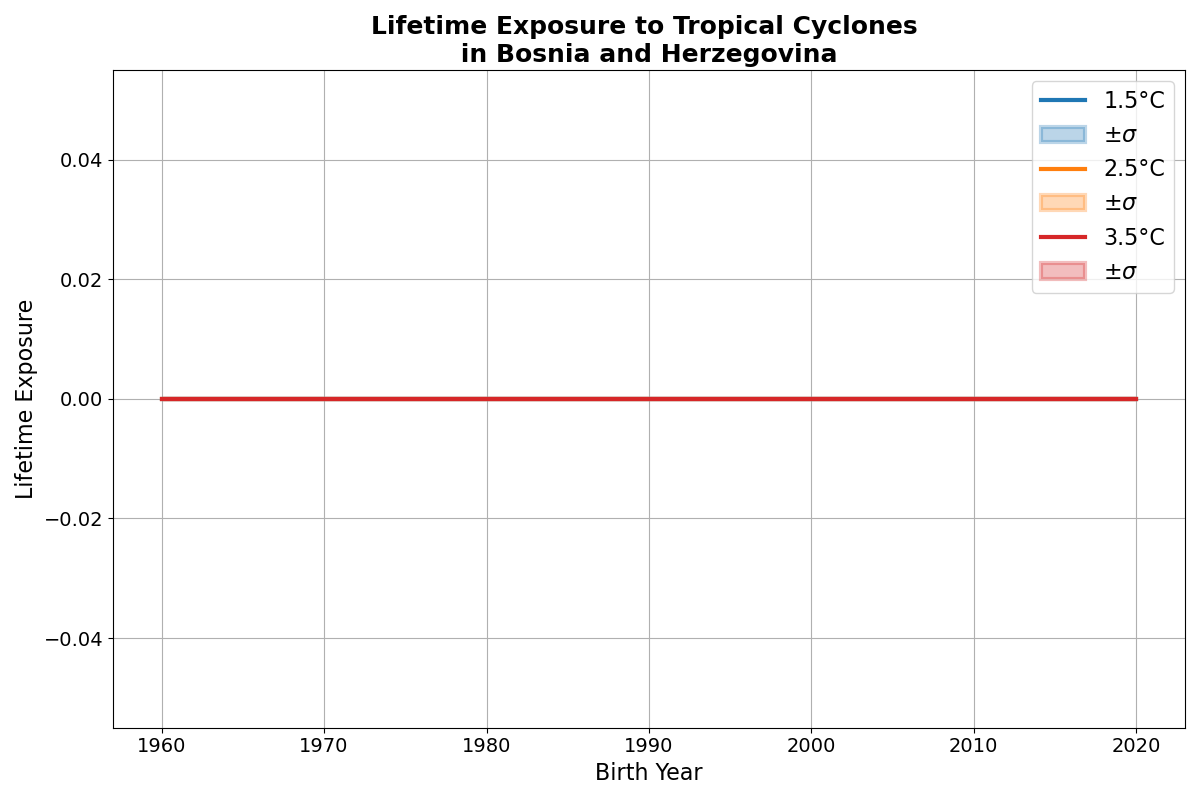 Lifetime Exposure to Tropical Cyclones
in Bosnia and Herzegovina
1.5°C
±σ
2.5°C
±σ
3.5°C
±σ
Lifetime Exposure
0.04
0.02
0.00
−0.02
−0.04
1960 1970 1980 1990 2000 2010 2020
Birth Year